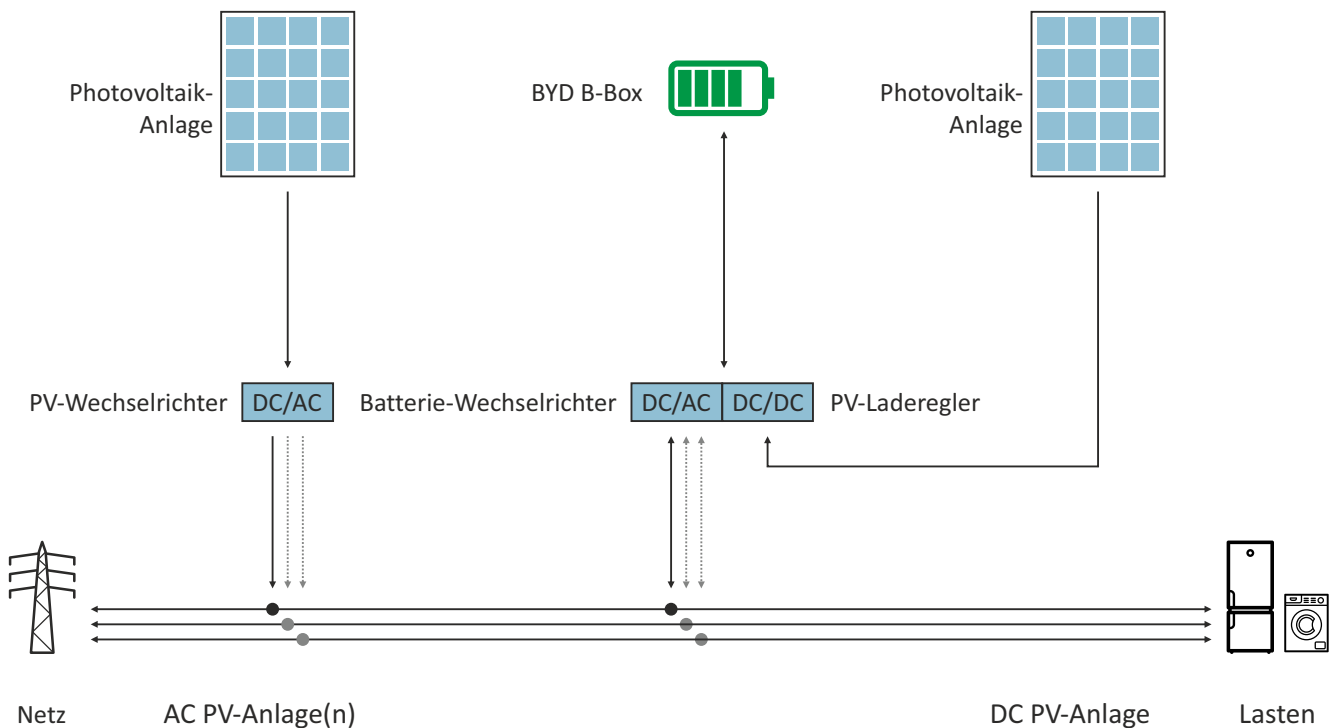 Photovoltaik-
Anlage
BYD B-Box
Photovoltaik-
Anlage
PV-Wechselrichter
DC/AC
Batterie-Wechselrichter
DC/AC
DC/DC
PV-Laderegler
Netz
AC PV-Anlage(n)
DC PV-Anlage
Lasten